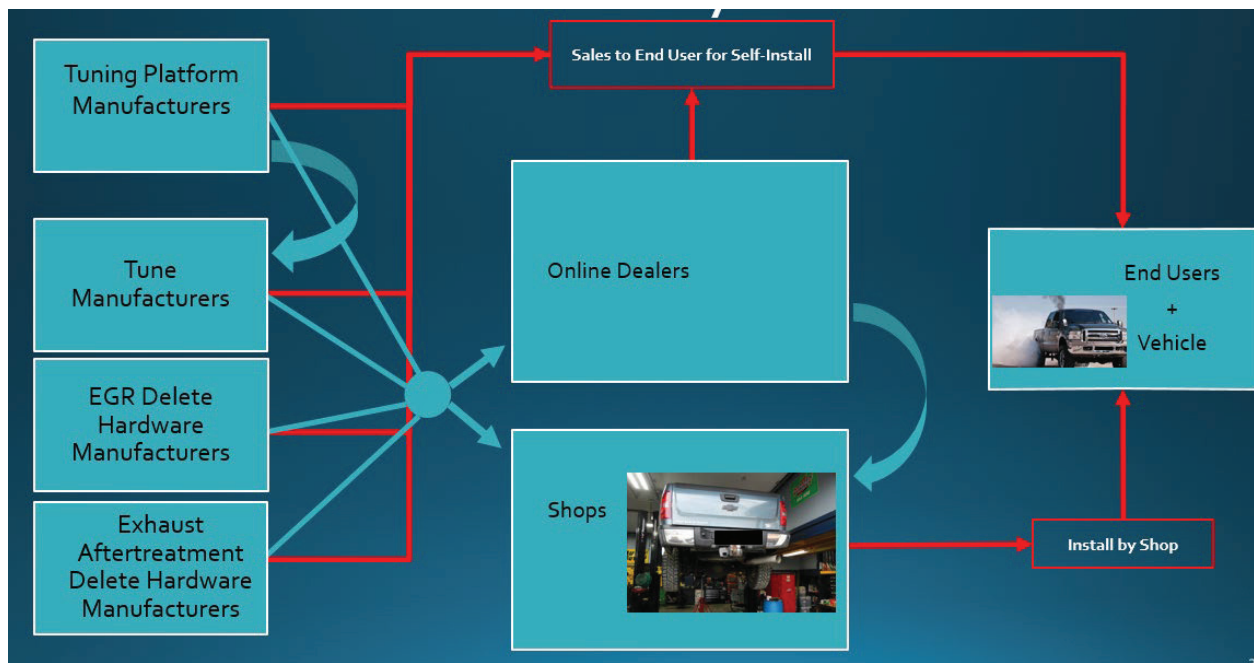 Sales to End User for Self-Install
Tuning Platform
Manufacturers
Tune
Manufacturers
EGR Delete
Hardware
Manufacturers
Exhaust
Aftertreatment
Delete Hardware
Manufacturers
Online Dealers
Shops
End Users
+
Vehicle
Install by Shop